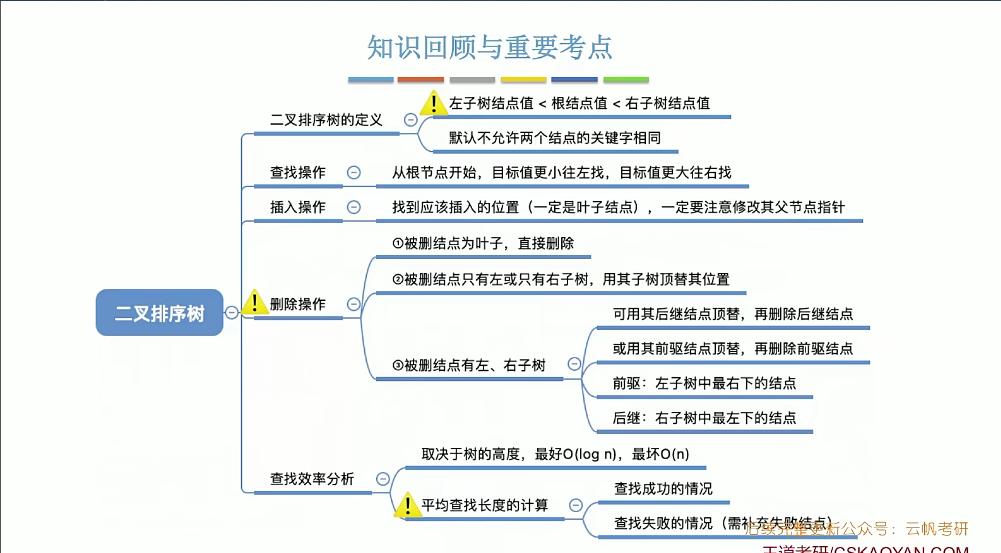 知识回顾与重要考点
二叉排序树
二叉排序树的定义
左子树结点值 < 根结点值 < 右子树结点值
默认不允许两个结点的关键字相同
查找操作
从根节点开始，目标值更小往左找，目标值更大往右找
插入操作
找到应该插入的位置（一定是叶子结点），一定要注意修改其父节点指针
删除操作
①被删结点为叶子，直接删除
②被删结点只有左或只有右子树，用其子树顶替其位置
③被删结点有左、右子树
可用其后继结点顶替，再删除后继结点
或用其前驱结点顶替，再删除前驱结点
前驱：左子树中最右下的结点
后继：右子树中最左下的结点
查找效率分析
取决于树的高度，最好O(log n)，最坏O(n)
平均查找长度的计算
查找成功的情况
查找失败的情况（需补充失败结点）
公众号：云帆考研
王道考研/CSKAOYAN.COM